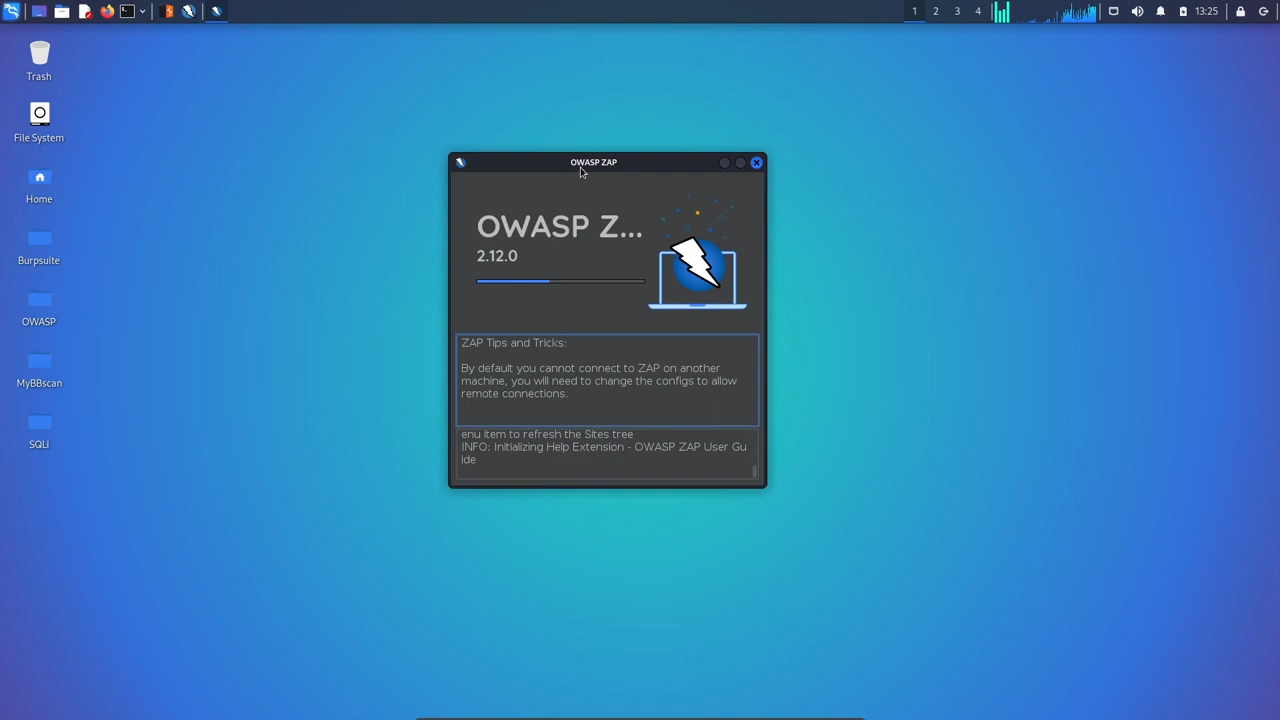 1 2 3 4 13:25
Trash
File System
Home
Burpsuite
OWASP
MyBBscan
SQLi
OWASP ZAP
OWASP Z...
2.12.0
ZAP Tips and Tricks:
By default you cannot connect to ZAP on another
machine, you will need to change the configs to allow
remote connections.
enu item to refresh the Sites tree
INFO: Initializing Help Extension - OWASP ZAP User Gu
ide